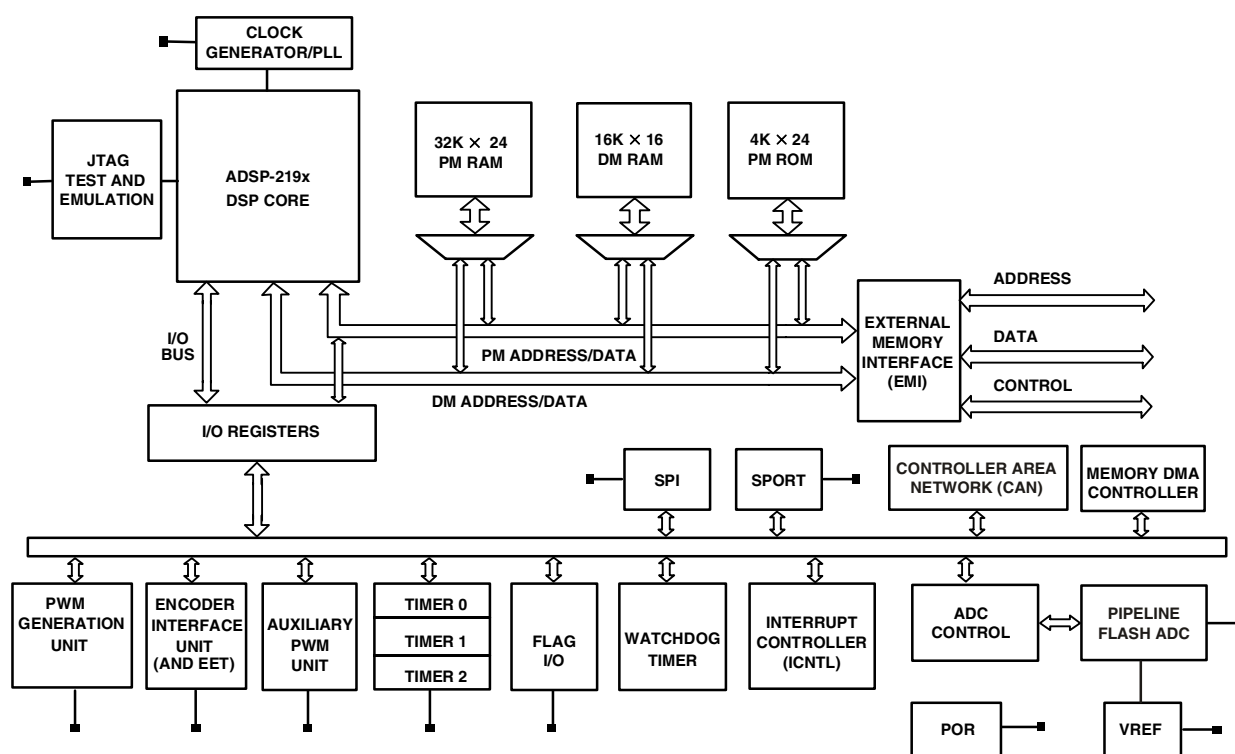 CLOCK
GENERATOR/PLL
JTAG
TEST AND
EMULATION
ADSP-219x
DSP CORE
32K × 24
PM RAM
16K × 16
DM RAM
4K × 24
PM ROM
I/O
BUS
PM ADDRESS/DATA
DM ADDRESS/DATA
EXTERNAL
MEMORY
INTERFACE
(EMI)
ADDRESS
DATA
CONTROL
I/O REGISTERS
SPI
SPORT
CONTROLLER AREA
NETWORK (CAN)
MEMORY DMA
CONTROLLER
PWM
GENERATION
UNIT
ENCODER
INTERFACE
UNIT
(AND EET)
AUXILIARY
PWM
UNIT
TIMER 0
TIMER 1
TIMER 2
FLAG
I/O
WATCHDOG
TIMER
INTERRUPT
CONTROLLER
(ICNTL)
ADC
CONTROL
PIPELINE
FLASH ADC
POR
VREF